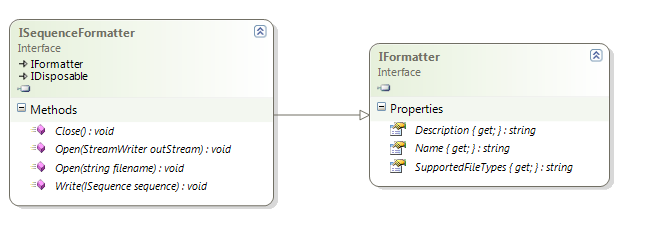 ISequenceFormatter
Interface
IFormatter
IDisposable
Methods
Close() : void
Open(StreamWriter outStream) : void
Open(string filename) : void
Write(ISequence sequence) : void
IFormatter
Interface
Properties
Description { get; } : string
Name { get; } : string
SupportedFileTypes { get; } : string